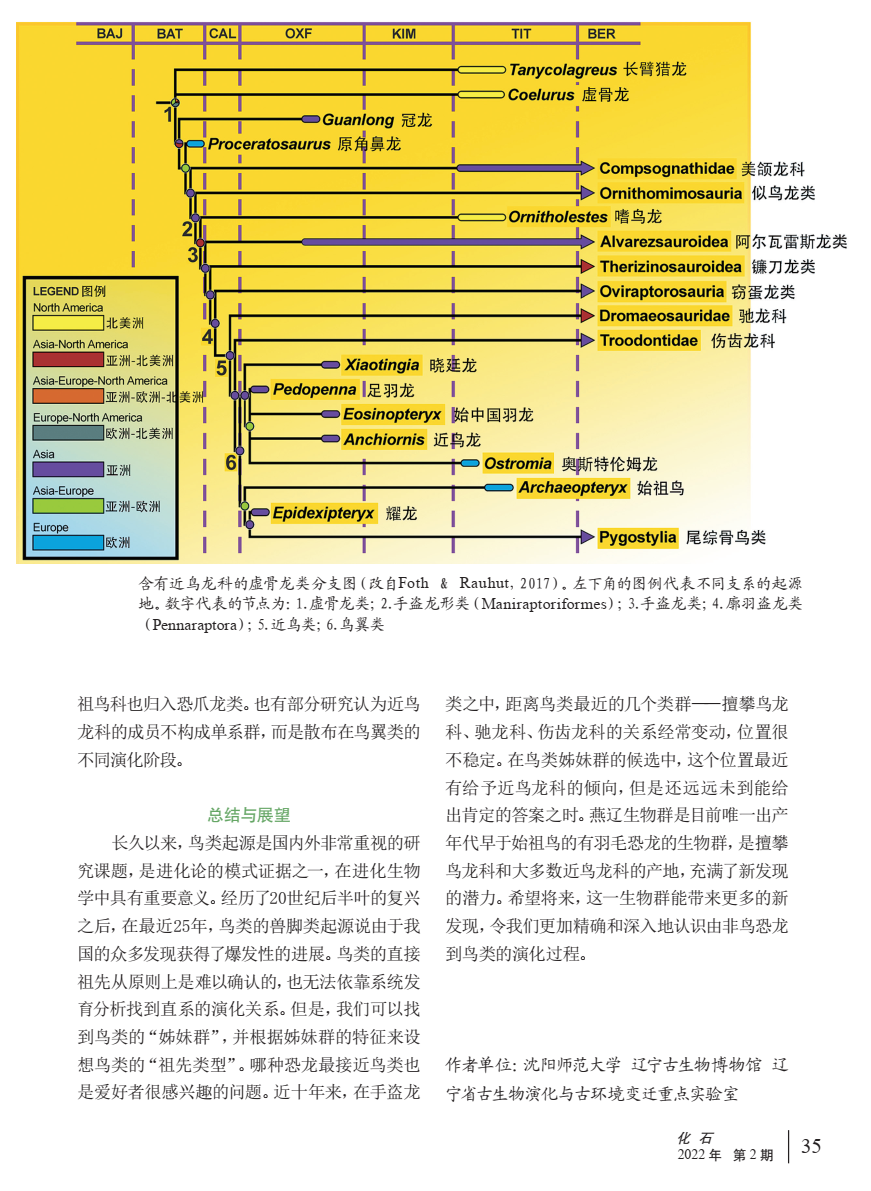 BAJ BAT CAL OXF KIM TIT BER
Tanycolagreus 长臂猎龙
Coelurus 虚骨龙
1
Guanlong 冠龙
Proceratosaurus 原角鼻龙
Compsognathidae 美颌龙科
Ornithomimosauria 似鸟龙类
Ornitholestes 嗜鸟龙
2
Alvarezsauroidea 阿尔瓦雷斯龙类
3
Therizinosauroidea 镰刀龙类
Oviraptorosauria 窃蛋龙类
Dromaeosauridae 驰龙科
4
Troodontidae 伤齿龙科
5
Xiaotingia 晓廷龙
Pedopenna 足羽龙
Eosinopteryx 始中国羽龙
Anchiornis 近鸟龙
6
Ostromia 奥斯特伦姆龙
Archaeopteryx 始祖鸟
Epidexipteryx 耀龙
Pygostylia 尾综骨鸟类
LEGEND 图例
North America
北美洲
Asia-North America
亚洲-北美洲
Asia-Europe-North America
亚洲-欧洲-北美洲
Europe-North America
欧洲-北美洲
Asia
亚洲
Asia-Europe
亚洲-欧洲
Europe
欧洲
含有近鸟龙科的虚骨龙类分支图（改自Foth & Rauhut, 2017）。左下角的图例代表不同支系的起源
地。数字代表的节点为：1.虚骨龙类；2.手盗龙形类（Maniraptoriformes）；3.手盗龙类；4.廓羽盗龙类
（Pennaraptora）；5.近鸟类；6.鸟翼类
祖鸟科也归入恐爪龙类。也有部分研究认为近鸟
龙科的成员不构成单系群，而是散布在鸟翼类的
不同演化阶段。
总结与展望
长久以来，鸟类起源是国内外非常重视的研
究课题，是进化论的模式证据之一，在进化生物
学中具有重要意义。经历了20世纪后半叶的复兴
之后，在最近25年，鸟类的兽脚类起源说由于我
国的众多发现获得了爆发性的进展。鸟类的直接
祖先从原则上是难以确认的，也无法依靠系统发
育分析找到直系的演化关系。但是，我们可以找
到鸟类的“姊妹群”，并根据姊妹群的特征来设
想鸟类的“祖先类型”。哪种恐龙最接近鸟类也
是爱好者很感兴趣的问题。近十年来，在手盗龙
类之中，距离鸟类最近的几个类群——擅攀鸟龙
科、驰龙科、伤齿龙科的关系经常变动，位置很
不稳定。在鸟类姊妹群的候选中，这个位置最近
有给予近鸟龙科的倾向，但是还远远未到能给
出肯定的答案之时。燕辽生物群是目前唯一出产
年代早于始祖鸟的有羽毛恐龙的生物群，是擅攀
鸟龙科和大多数近鸟龙科的产地，充满了新发现
的潜力。希望将来，这一生物群能带来更多的新
发现，令我们更加精确和深入地认识由非鸟恐龙
到鸟类的演化过程。
作者单位：沈阳师范大学 辽宁古生物博物馆 辽
宁省古生物演化与古环境变迁重点实验室
化 石
2022年 第2期
35